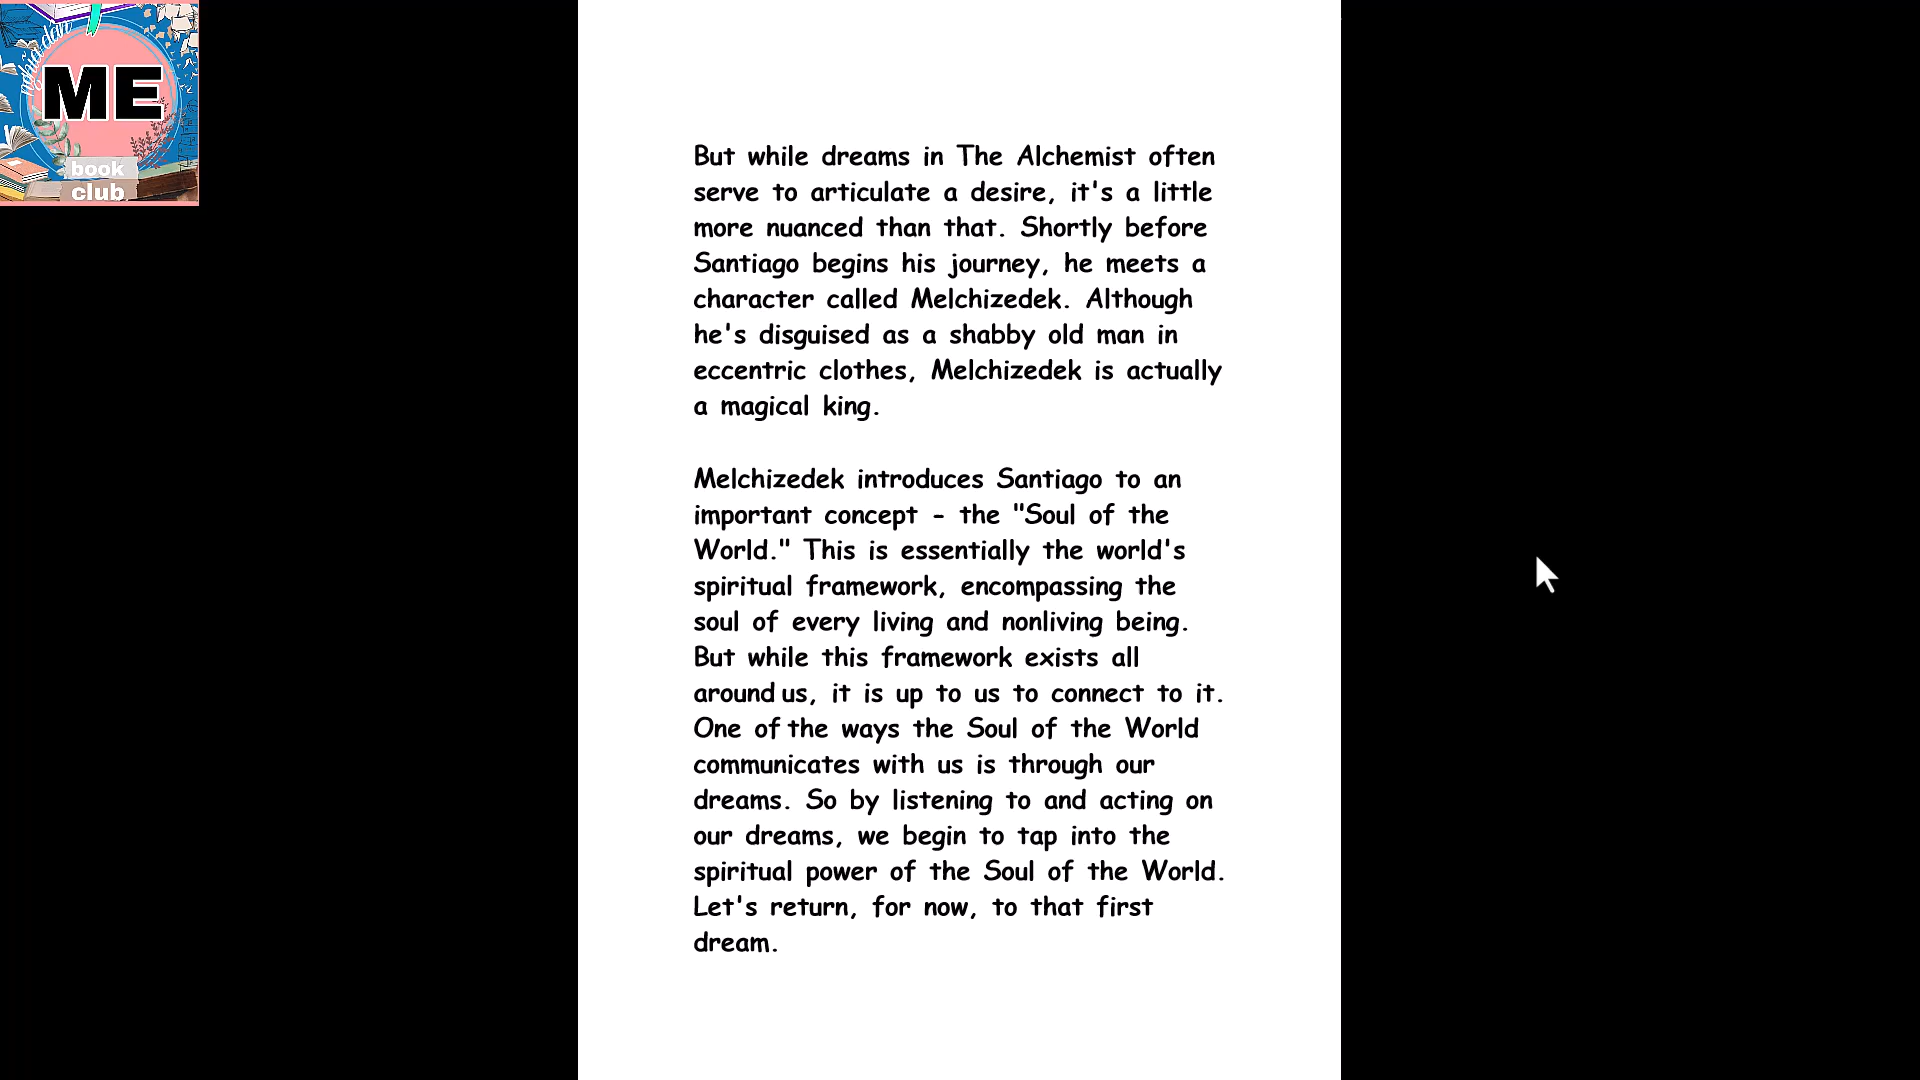 ME
book
club
But while dreams in The Alchemist often
serve to articulate a desire, it's a little
more nuanced than that. Shortly before
Santiago begins his journey, he meets a
character called Melchizedek. Although
he's disguised as a shabby old man in
eccentric clothes, Melchizedek is actually
a magical king.
Melchizedek introduces Santiago to an
important concept - the "Soul of the
World." This is essentially the world's
spiritual framework, encompassing the
soul of every living and nonliving being.
But while this framework exists all
around us, it is up to us to connect to it.
One of the ways the Soul of the World
communicates with us is through our
dreams. So by listening to and acting on
our dreams, we begin to tap into the
spiritual power of the Soul of the World.
Let's return, for now, to that first
dream.